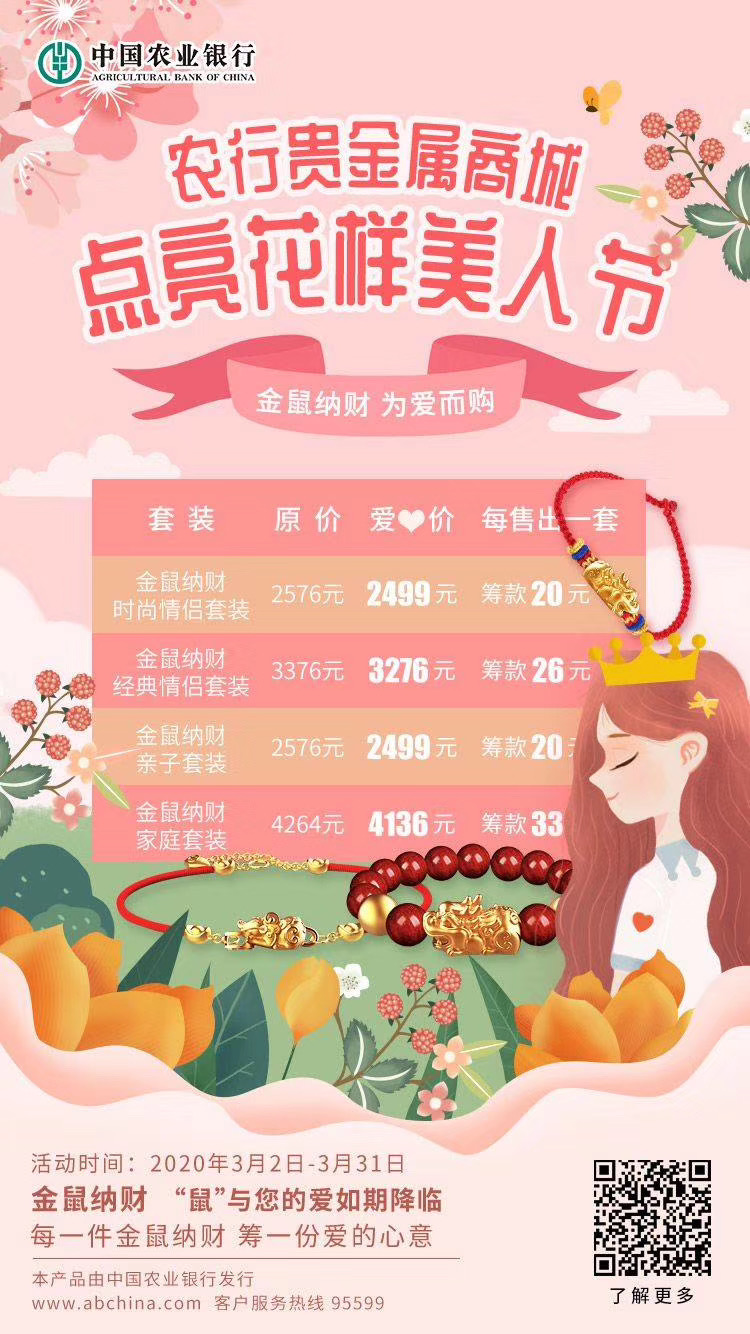 中国农业银行
AGRICULTURAL BANK OF CHINA
农行贵金属商城
点亮花样美人节
金鼠纳财 为爱而购
套装 原价 爱❤价 每售出一套
金鼠纳财
时尚情侣套装 2576元 2499元 筹款20元
金鼠纳财
经典情侣套装 3376元 3276元 筹款26元
金鼠纳财
亲子套装 2576元 2499元 筹款20
金鼠纳财
家庭套装 4264元 4136元 筹款33
活动时间：2020年3月2日-3月31日
金鼠纳财 “鼠”与您的爱如期降临
每一件金鼠纳财 筹一份爱的心意
本产品由中国农业银行发行
www.abchina.com 客户服务热线 95599
了解更多